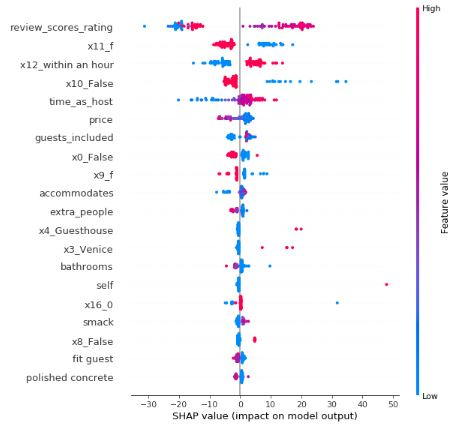 High
review_scores_rating
x11_f
x12_within an hour
x10_False
time_as_host
price
guests_included
x0_False
x9_f
accommodates
extra_people
x4_Guesthouse
x3_Venice
bathrooms
self
x16_0
smack
x8_False
fit guest
polished concrete
Feature value
Low
−30 −20 −10 0 10 20 30 40 50
SHAP value (impact on model output)